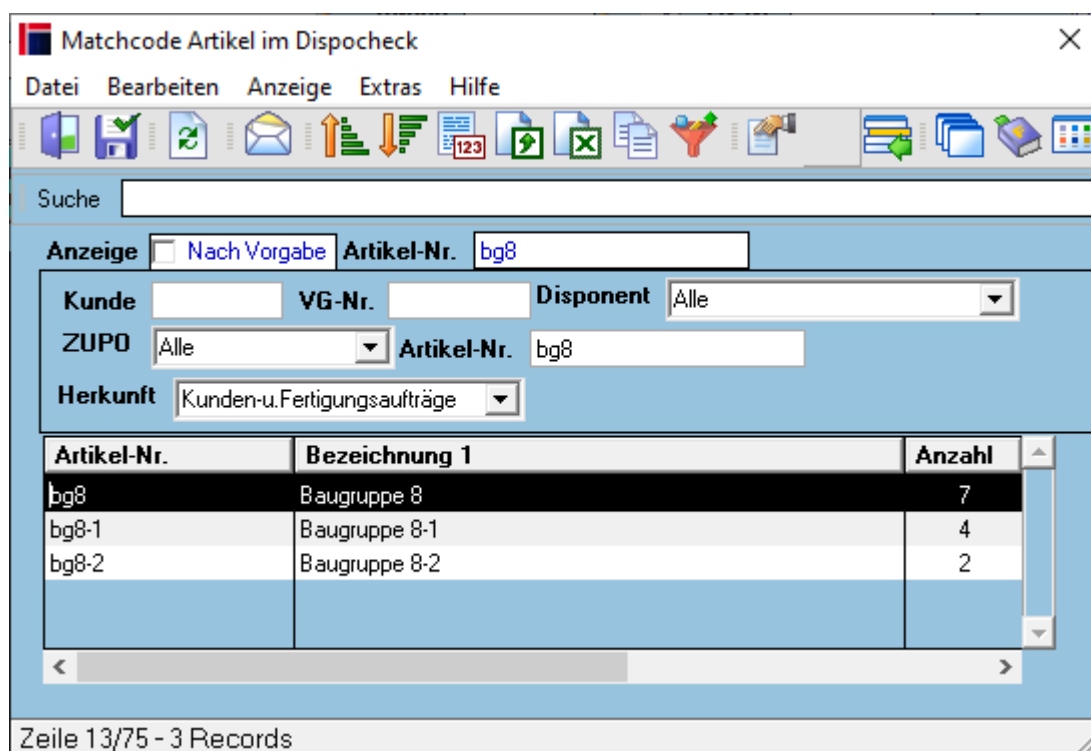 Matchcode Artikel im Dispocheck
Datei Bearbeiten Anzeige Extras Hilfe
123
Suche
Anzeige Nach Vorgabe Artikel-Nr. bg8
Kunde VG-Nr. Disponent Alle
ZUPO Alle Artikel-Nr. bg8
Herkunft Kunden-u.Fertigungsaufträge
Artikel-Nr. Bezeichnung 1 Anzahl
bg8 Baugruppe 8 7
bg8-1 Baugruppe 8-1 4
bg8-2 Baugruppe 8-2 2
Zeile 13/75 - 3 Records